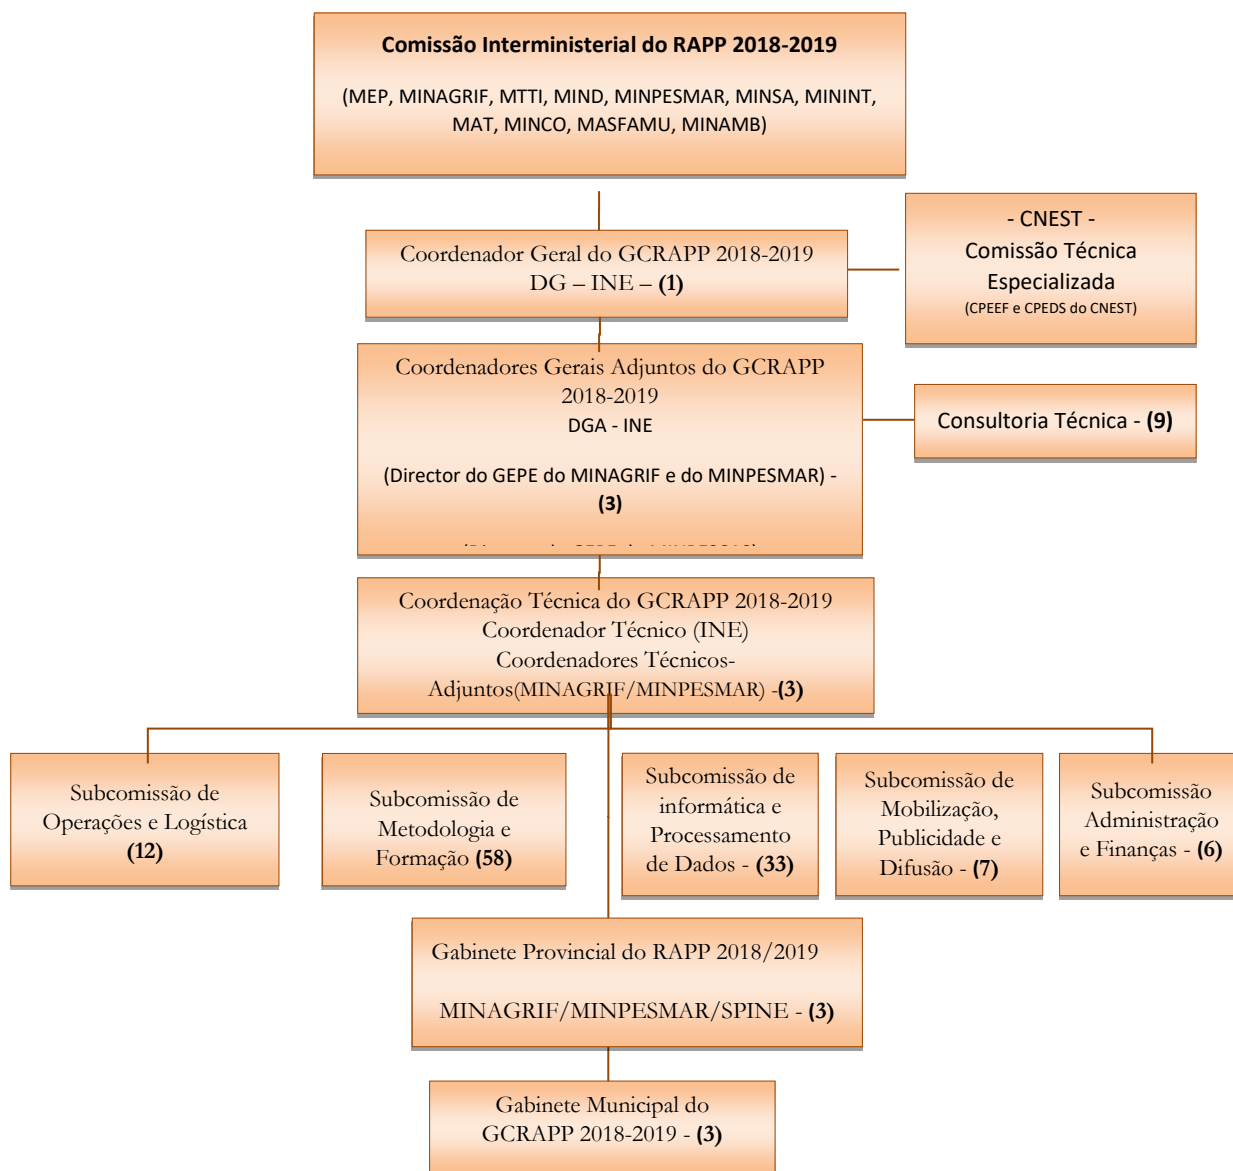 Comissão Interministerial do RAPP 2018-2019
(MEP, MINAGRIF, MTTI, MIND, MINPESMAR, MINSA, MININT,
MAT, MINCO, MASFAMU, MINAMB)
- CNEST -
Comissão Técnica
Especializada
(CPEEF e CPEDS do CNEST)
Coordenador Geral do GCRAPP 2018-2019
DG – INE – (1)
Coordenadores Gerais Adjuntos do GCRAPP
2018-2019
DGA - INE
(Director do GEPE do MINAGRIF e do MINPESMAR) -
(3)
Consultoria Técnica - (9)
Coordenação Técnica do GCRAPP 2018-2019
Coordenador Técnico (INE)
Coordenadores Técnicos-
Adjuntos(MINAGRIF/MINPESMAR) -(3)
Subcomissão de
Operações e Logística
(12)
Subcomissão de
Metodologia e
Formação (58)
Subcomissão de
informática e
Processamento
de Dados - (33)
Subcomissão de
Mobilização,
Publicidade e
Difusão - (7)
Subcomissão
Administração
e Finanças - (6)
Gabinete Provincial do RAPP 2018/2019
MINAGRIF/MINPESMAR/SPINE - (3)
Gabinete Municipal do
GCRAPP 2018-2019 - (3)